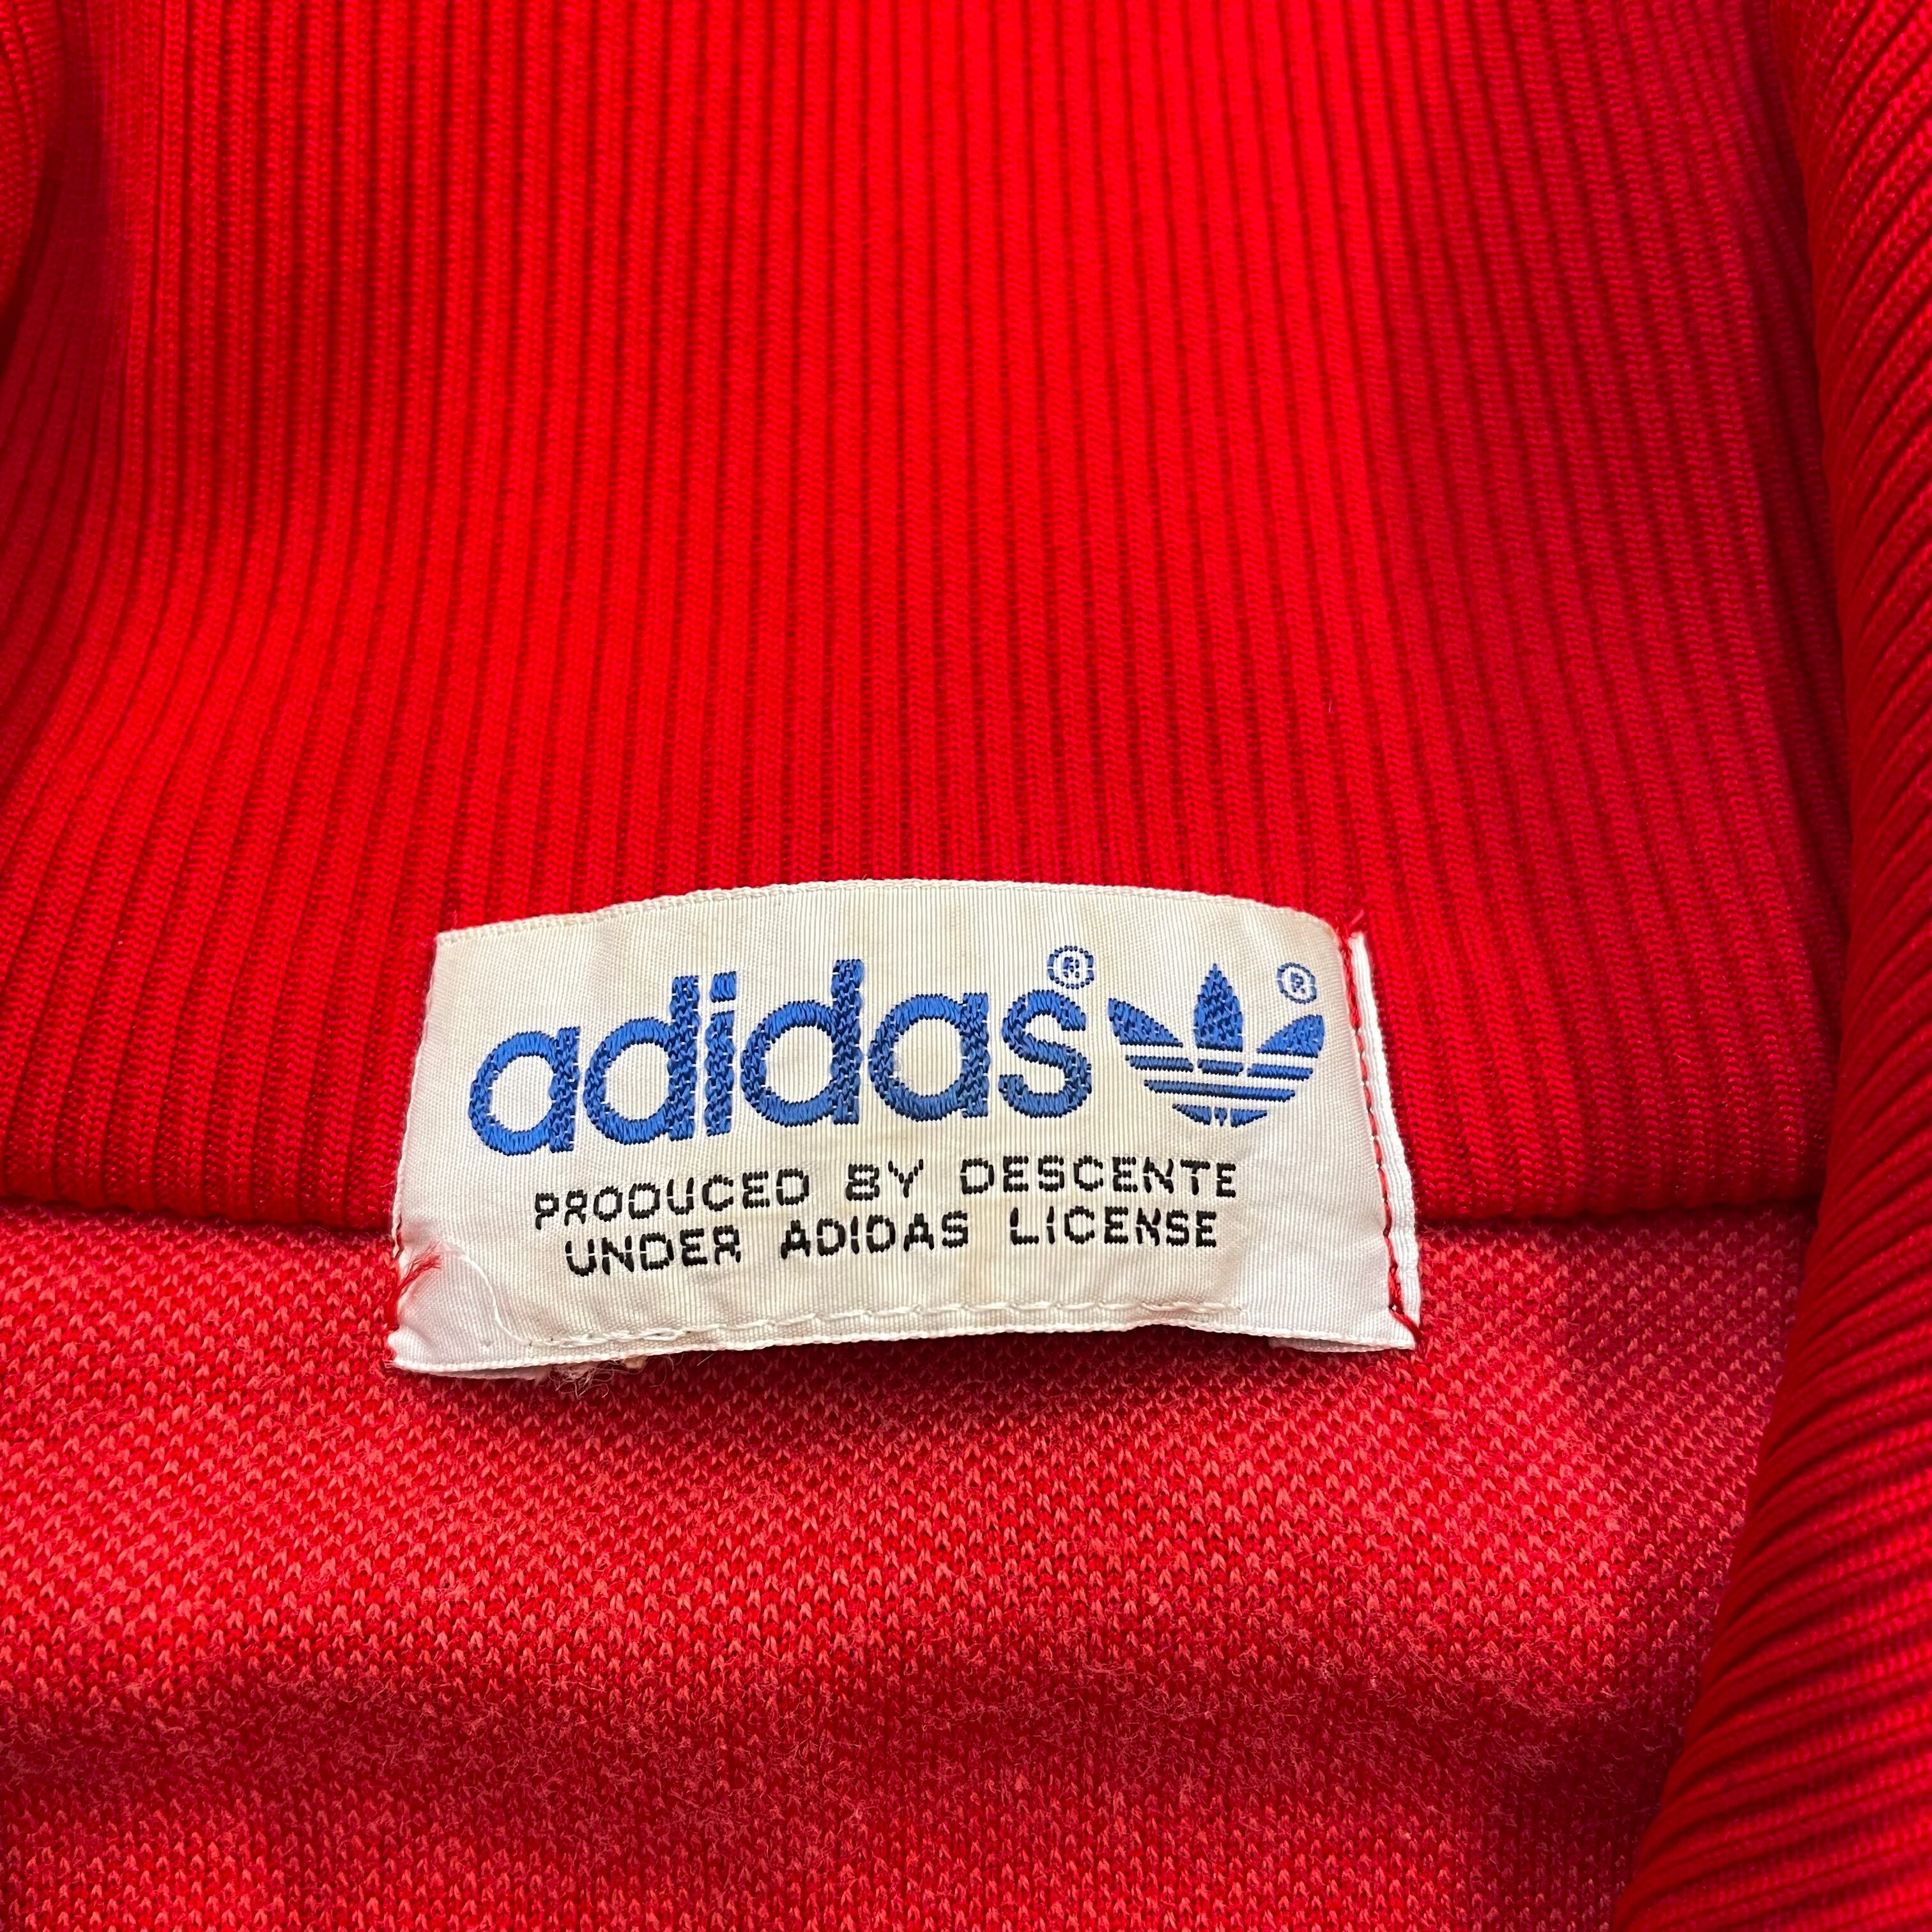 adidas® ®
PRODUCED BY DESCENTE
UNDER ADIDAS LICENSE